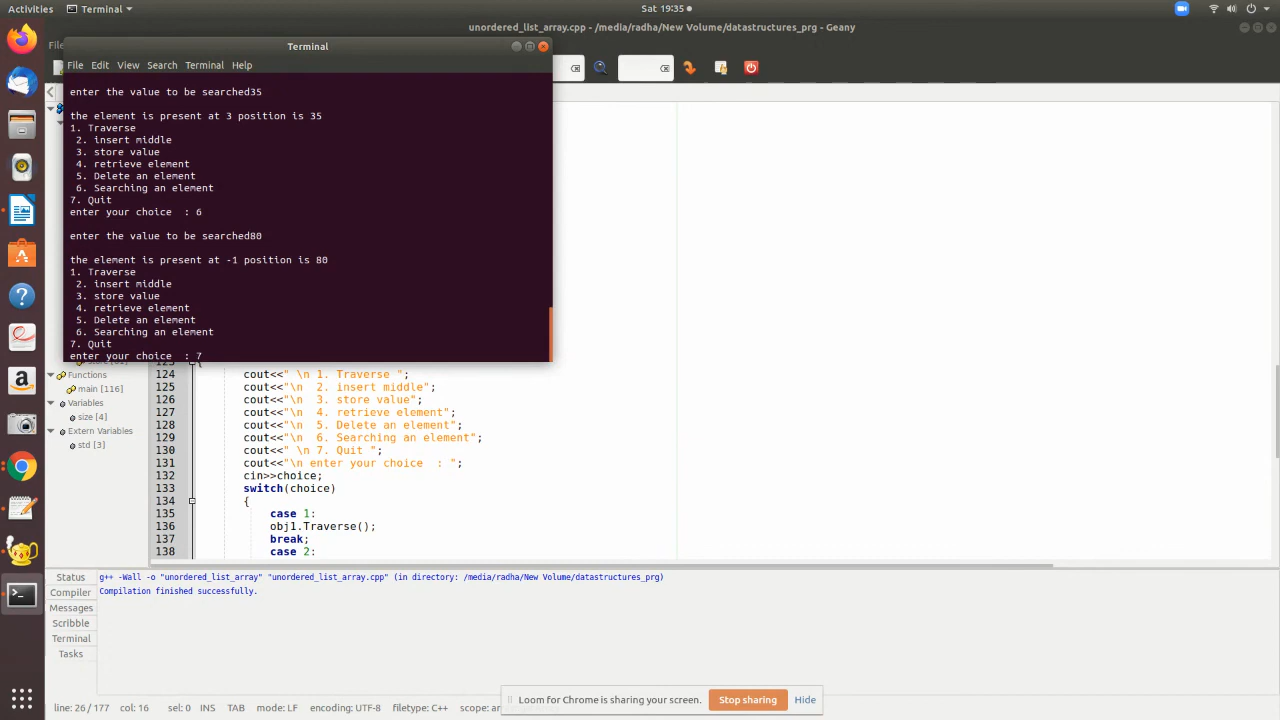 Activities
Terminal
Sat 19:35
unordered_list_array.cpp - /media/radha/New Volume/datastructures_prg - Geany
Terminal
File Edit View Search Terminal Help
enter the value to be searched35
the element is present at 3 position is 35
1. Traverse
2. insert middle
3. store value
4. retrieve element
5. Delete an element
6. Searching an element
7. Quit
enter your choice  : 6
enter the value to be searched80
the element is present at -1 position is 80
1. Traverse
2. insert middle
3. store value
4. retrieve element
5. Delete an element
6. Searching an element
7. Quit
enter your choice  : 7
Functions
main [116]
Variables
size [4]
Extern Variables
std [3]
124 cout<<" \n 1. Traverse ";
125 cout<<"\n  2. insert middle";
126 cout<<"\n  3. store value";
127 cout<<"\n  4. retrieve element";
128 cout<<"\n  5. Delete an element";
129 cout<<"\n  6. Searching an element";
130 cout<<" \n 7. Quit ";
131 cout<<"\n enter your choice  : ";
132 cin>>choice;
133 switch(choice)
134 {
135 case 1:
136 obj1.Traverse();
137 break;
138 case 2:
Status
Compiler
Messages
Scribble
Terminal
Tasks
g++ -Wall -o "unordered_list_array" "unordered_list_array.cpp" (in directory: /media/radha/New Volume/datastructures_prg)
Compilation finished successfully.
Loom for Chrome is sharing your screen. Stop sharing Hide
line: 26 / 177 col: 16 sel: 0 INS TAB mode: LF encoding: UTF-8 filetype: C++